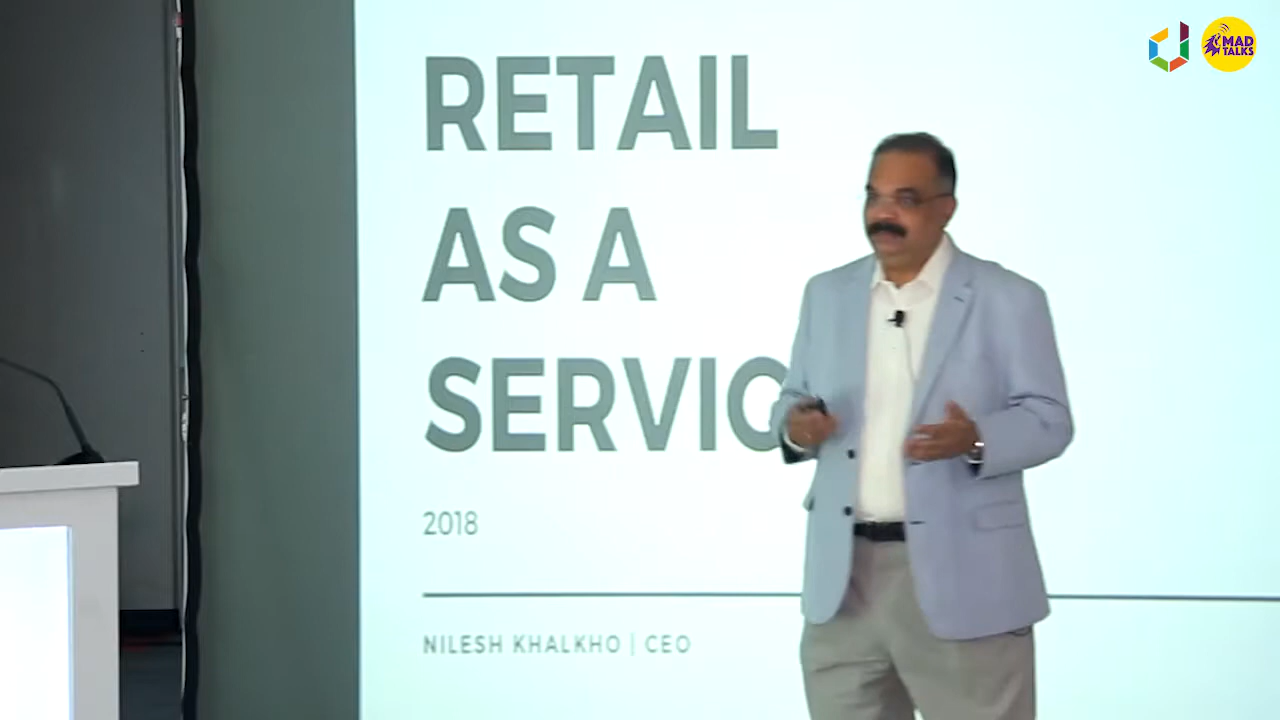 RETAIL
AS A
SERVIC
2018
NILESH KHALKHO | CEO
MAD
TALKS